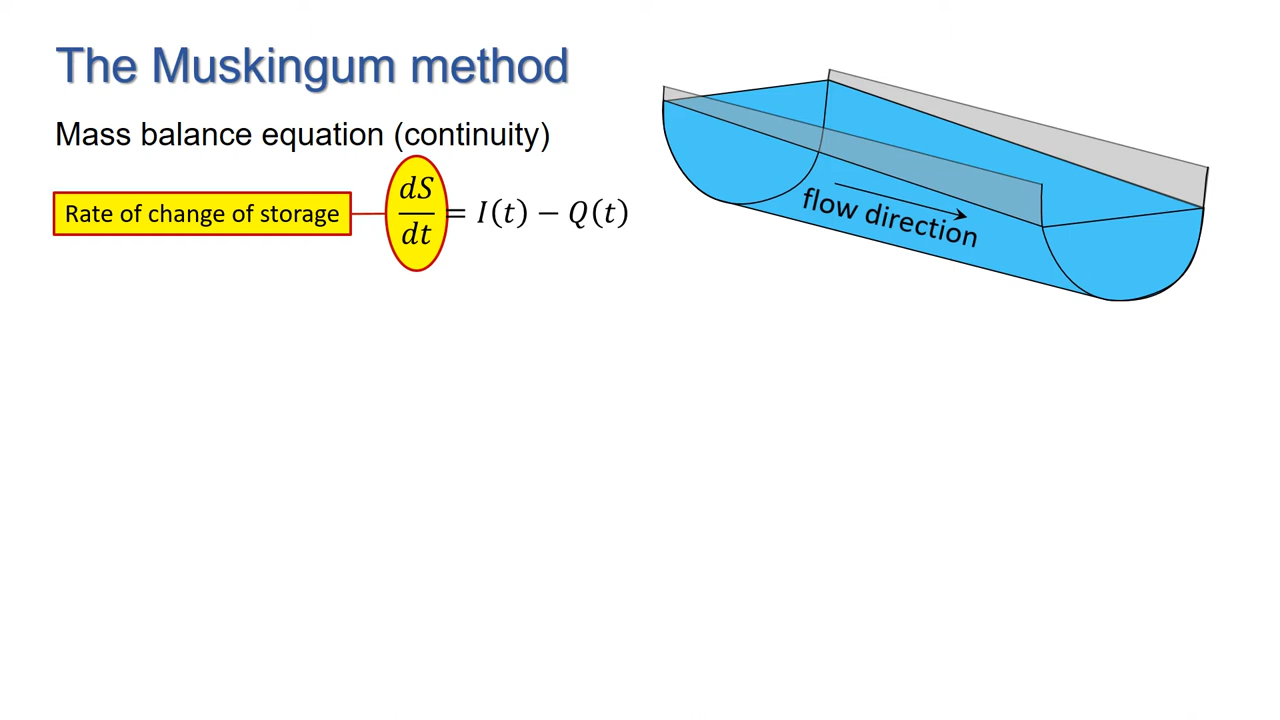 The Muskingum method
Mass balance equation (continuity)
Rate of change of storage
dS/dt = I(t) − Q(t)
flow direction